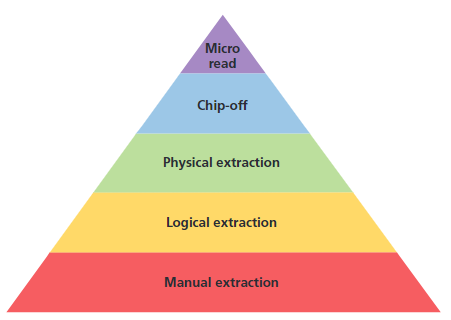 Micro
read
Chip-off
Physical extraction
Logical extraction
Manual extraction